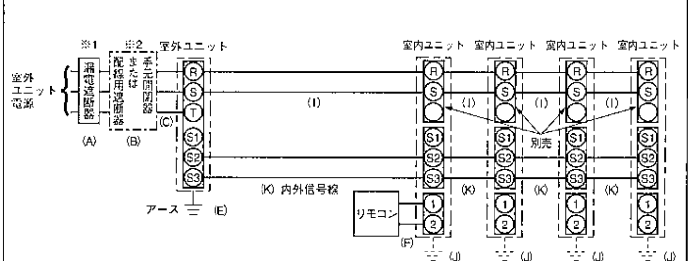 ※1
※2
室外ユニット
室内ユニット
室内ユニット
室内ユニット
室内ユニット
室外
ユニット
電源
漏電遮断器
手元開閉器
または
配線用遮断器
R
S
T
S1
S2
S3
R
S
S1
S2
S3
1
2
R
S
S1
S2
S3
1
2
R
S
S1
S2
S3
1
2
R
S
S1
S2
S3
1
2
(A)
(B)
(C)
(I)
(I)
(I)
(I)
別売
(K) 内外信号線
(K)
(K)
(K)
アース
(E)
リモコン
(F)
(J)
(J)
(J)
(J)